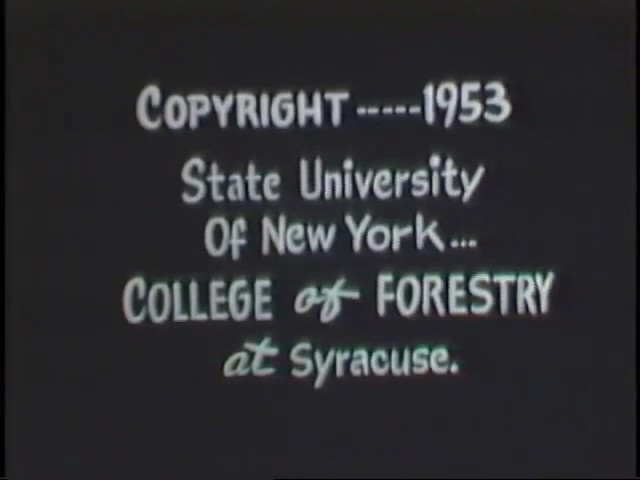 COPYRIGHT -----1953
State University
Of New York...
COLLEGE of FORESTRY
at Syracuse.